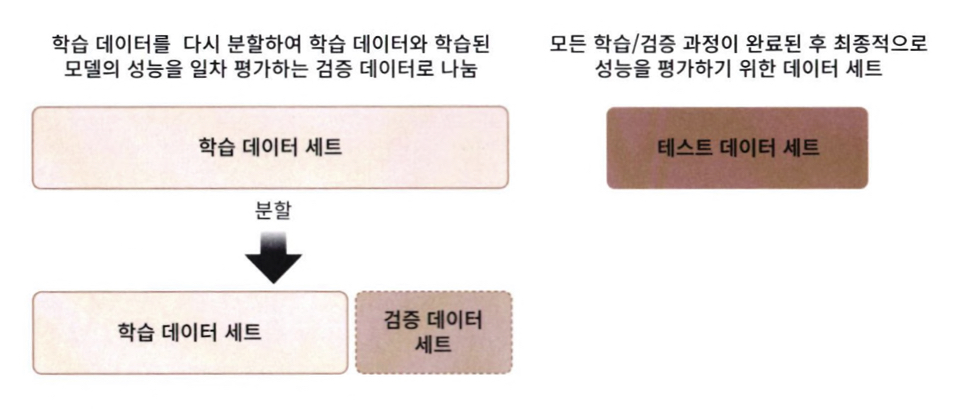 학습 데이터를 다시 분할하여 학습 데이터와 학습된
모델의 성능을 일차 평가하는 검증 데이터로 나눔
모든 학습/검증 과정이 완료된 후 최종적으로
성능을 평가하기 위한 데이터 세트
학습 데이터 세트
테스트 데이터 세트
분할
학습 데이터 세트
검증 데이터
세트